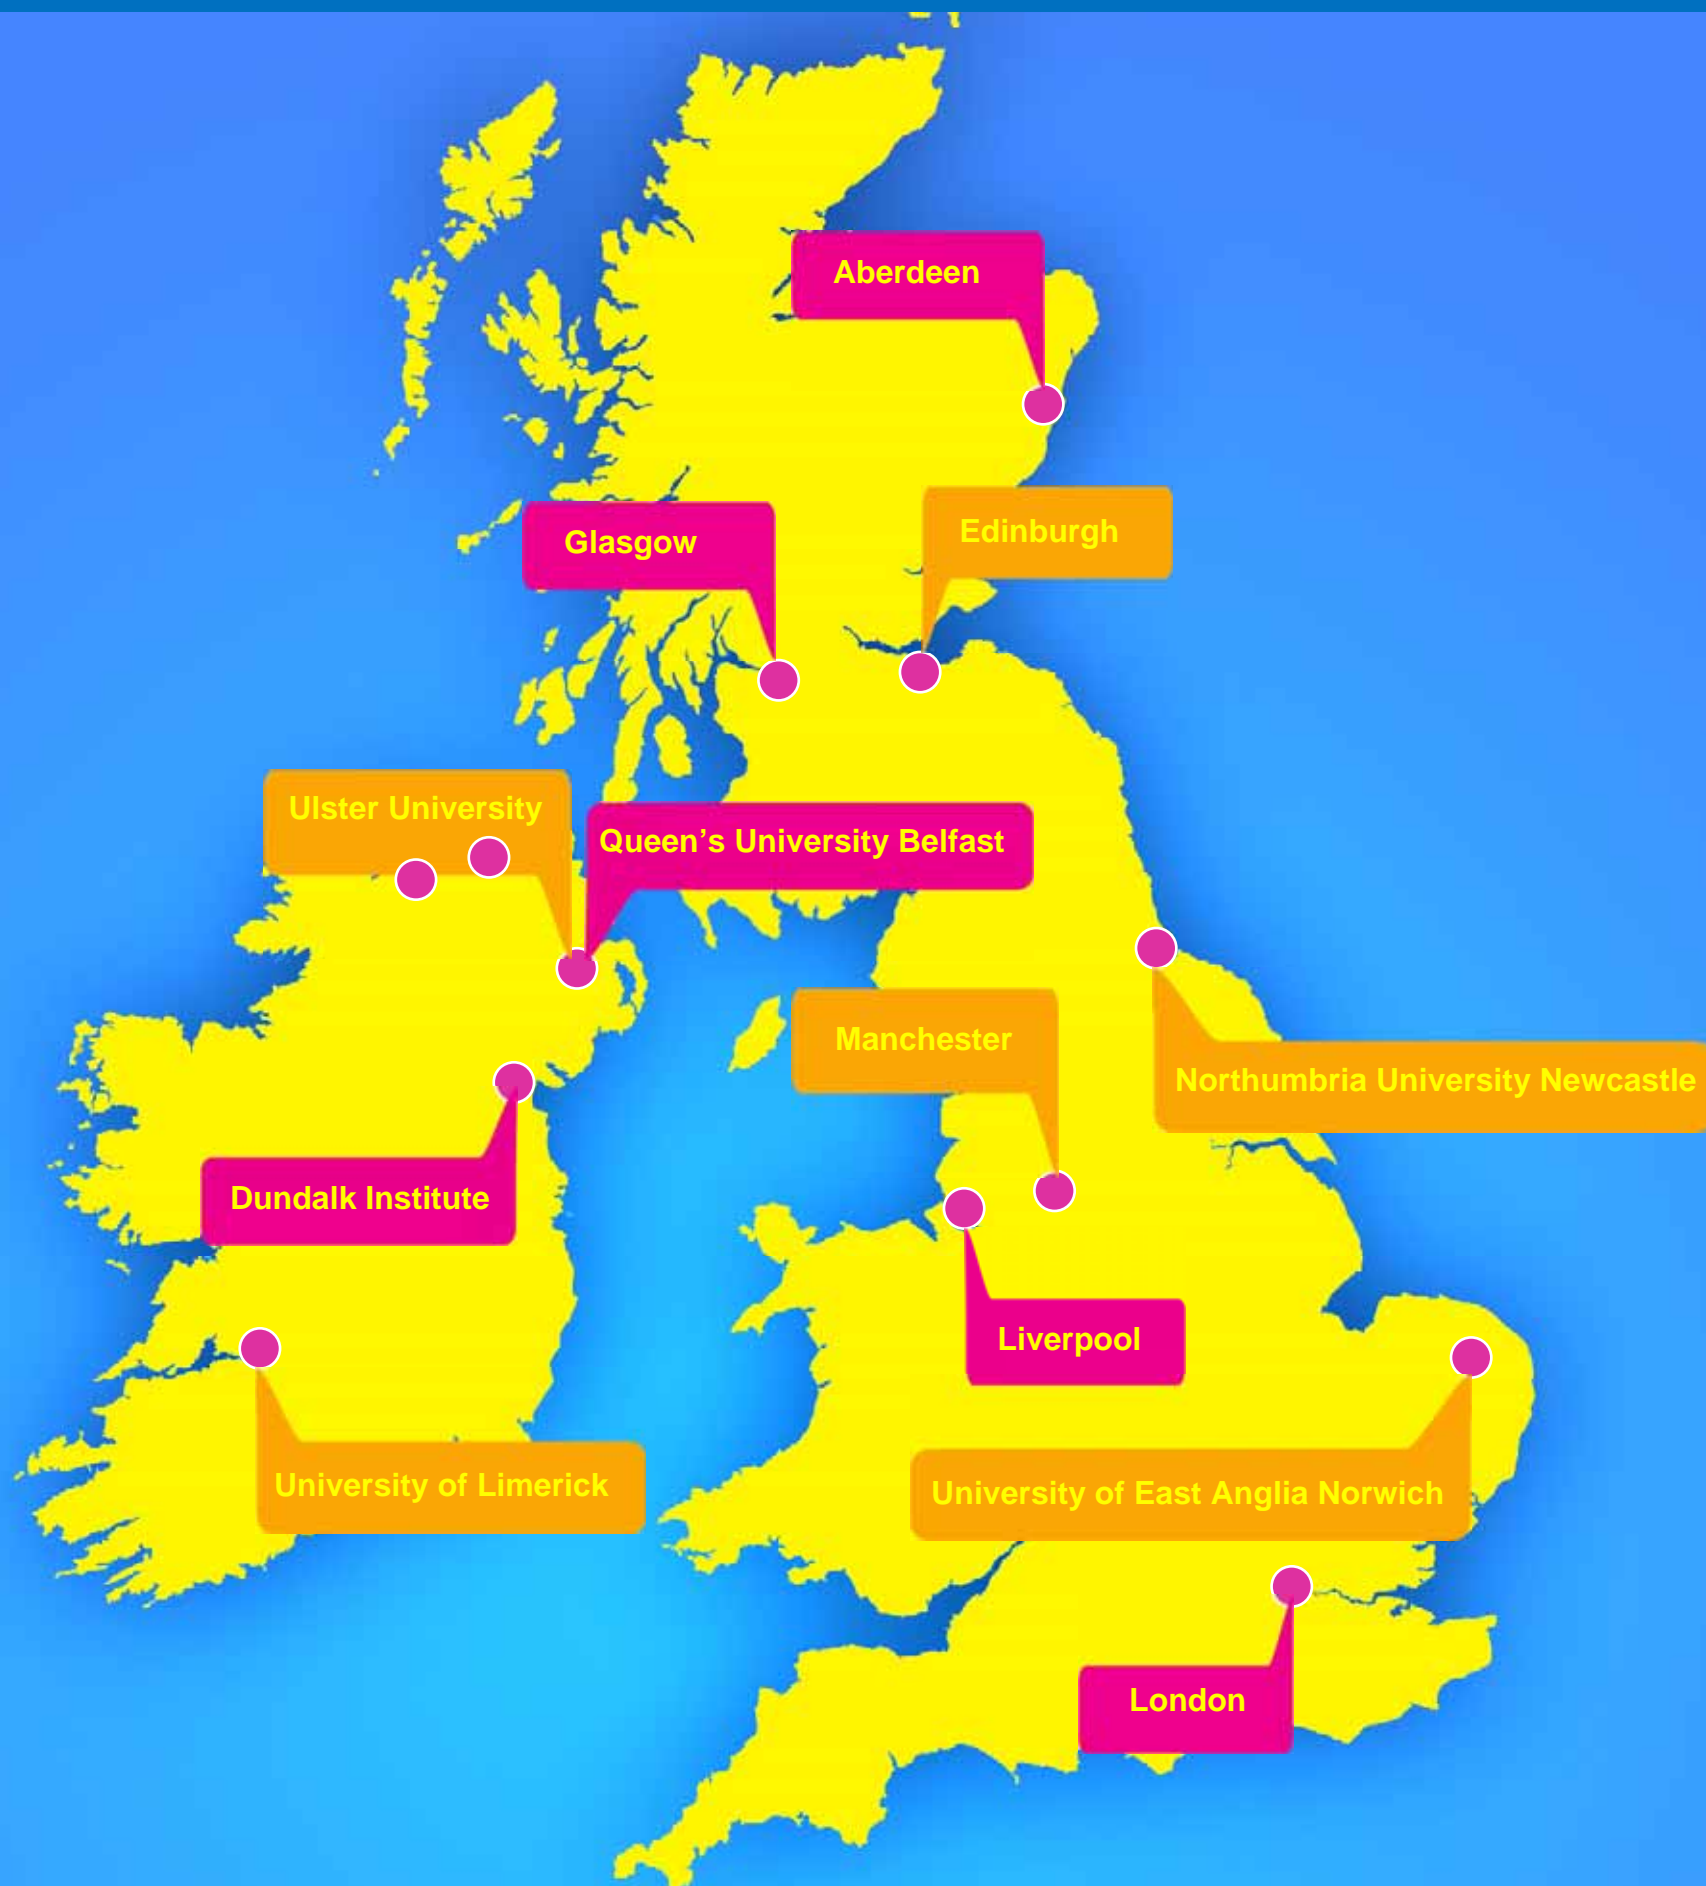 Aberdeen
Edinburgh
Glasgow
Ulster University
Queen’s University Belfast
Manchester
Northumbria University Newcastle
Dundalk Institute
Liverpool
University of Limerick
University of East Anglia Norwich
London